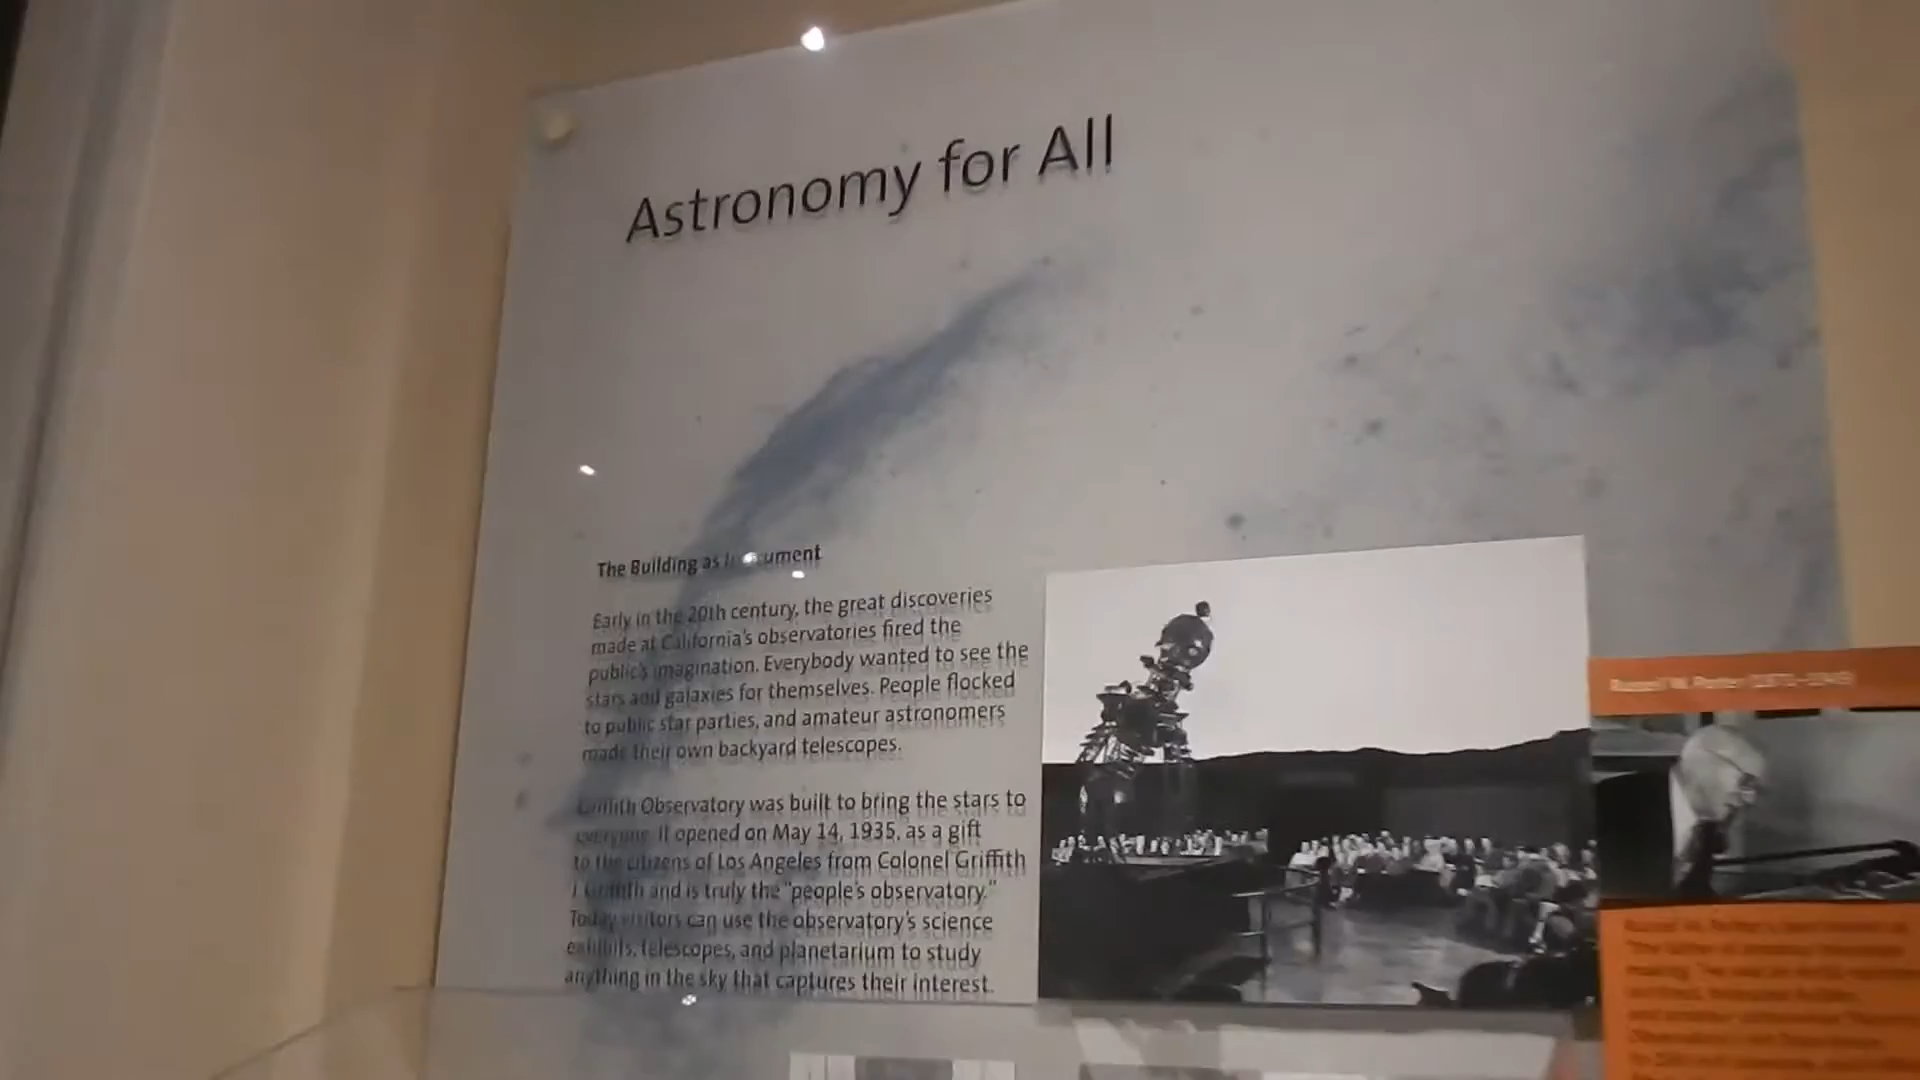 Astronomy for All
The Building as Instrument
Early in the 20th century, the great discoveries
made at California's observatories fired the
public's imagination. Everybody wanted to see the
stars and galaxies for themselves. People flocked
to public star parties, and amateur astronomers
made their own backyard telescopes.
Griffith Observatory was built to bring the stars to
everyone. It opened on May 14, 1935, as a gift
to the citizens of Los Angeles from Colonel Griffith
J. Griffith and is truly the "people's observatory."
Today visitors can use the observatory's science
exhibits, telescopes, and planetarium to study
anything in the sky that captures their interest.
Russell W. Porter (1871–1949)